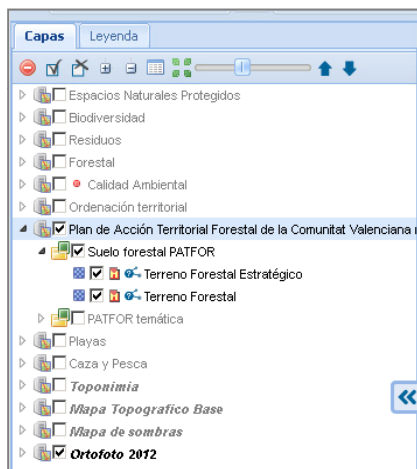 Capas
Leyenda
Espacios Naturales Protegidos
Biodiversidad
Residuos
Forestal
Calidad Ambiental
Ordenación territorial
Plan de Acción Territorial Forestal de la Comunitat Valenciana
Suelo forestal PATFOR
Terreno Forestal Estratégico
Terreno Forestal
PATFOR temática
Playas
Caza y Pesca
Toponimia
Mapa Topografico Base
Mapa de sombras
Ortofoto 2012